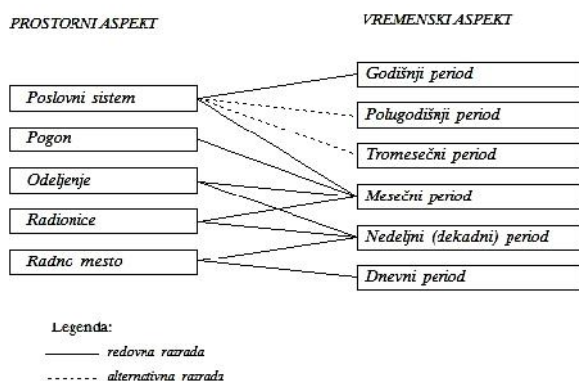 PROSTORNI ASPEKT
VREMENSKI ASPEKT
Poslovni sistem
Pogon
Odeljenje
Radionice
Radno mesto
Godišnji period
Polugodišnji period
Tromesečni period
Mesečni period
Nedeljni (dekadni) period
Dnevni period
Legenda:
redovna razrada
alternativna razrada